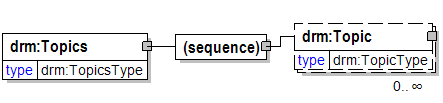 drm:Topics
type drm:TopicsType
(sequence)
drm:Topic
type drm:TopicType
0.. ∞